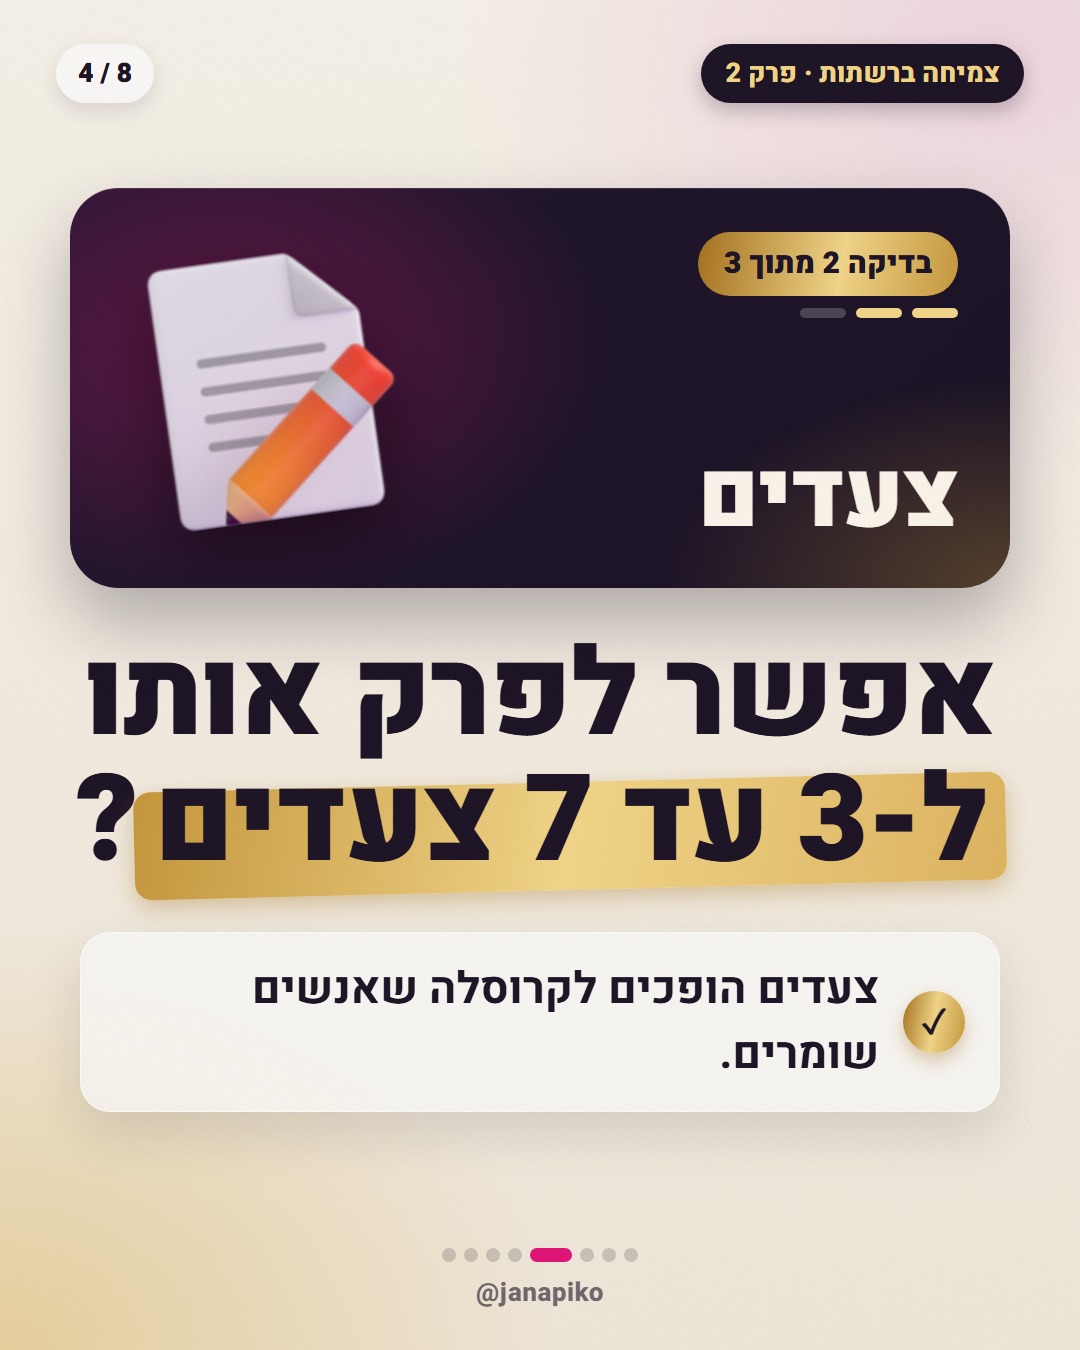 צמיחה ברשתות · פרק 2
4 / 8
בדיקה 2 מתוך 3
צעדים
אפשר לפרק אותו
ל-3 עד 7 צעדים?
✓
צעדים הופכים לקרוסלה שאנשים
שומרים.
@janapiko